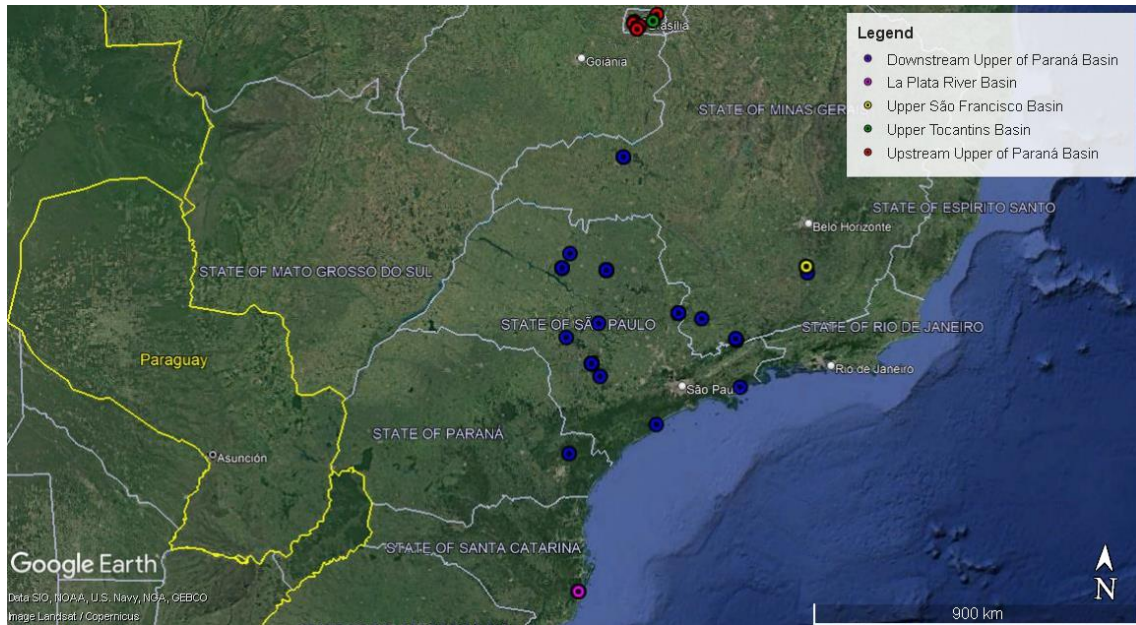 Brasília
Goiânia
Legend
Downstream Upper of Paraná Basin
La Plata River Basin
Upper São Francisco Basin
Upper Tocantins Basin
Upstream Upper of Paraná Basin
STATE OF MINAS GERA
STATE OF ESPIRITO SANTO
Belo Horizonte
STATE OF MATO GROSSO DO SUL
STATE OF SÃO PAULO
STATE OF RIO DE JANEIRO
Paraguay
Rio de Janeiro
São Pau
STATE OF PARANÁ
Asunción
STATE OF SANTA CATARINA
Google Earth
Data SIO, NOAA, U.S. Navy, NGA, GEBCO
Image Landsat / Copernicus
N
900 km